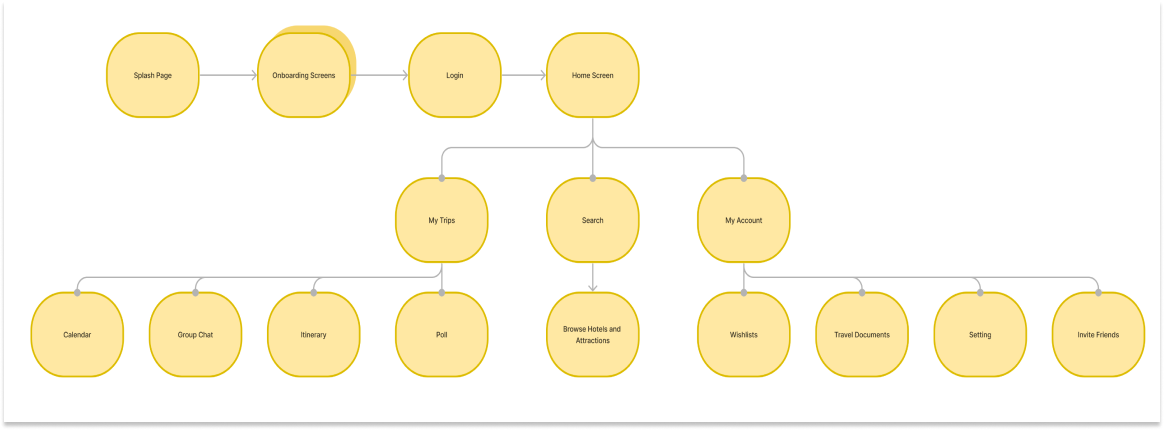 Splash Page
Onboarding Screens
Login
Home Screen
My Trips
Search
My Account
Calendar
Group Chat
Itinerary
Poll
Browse Hotels and
Attractions
Wishlists
Travel Documents
Setting
Invite Friends